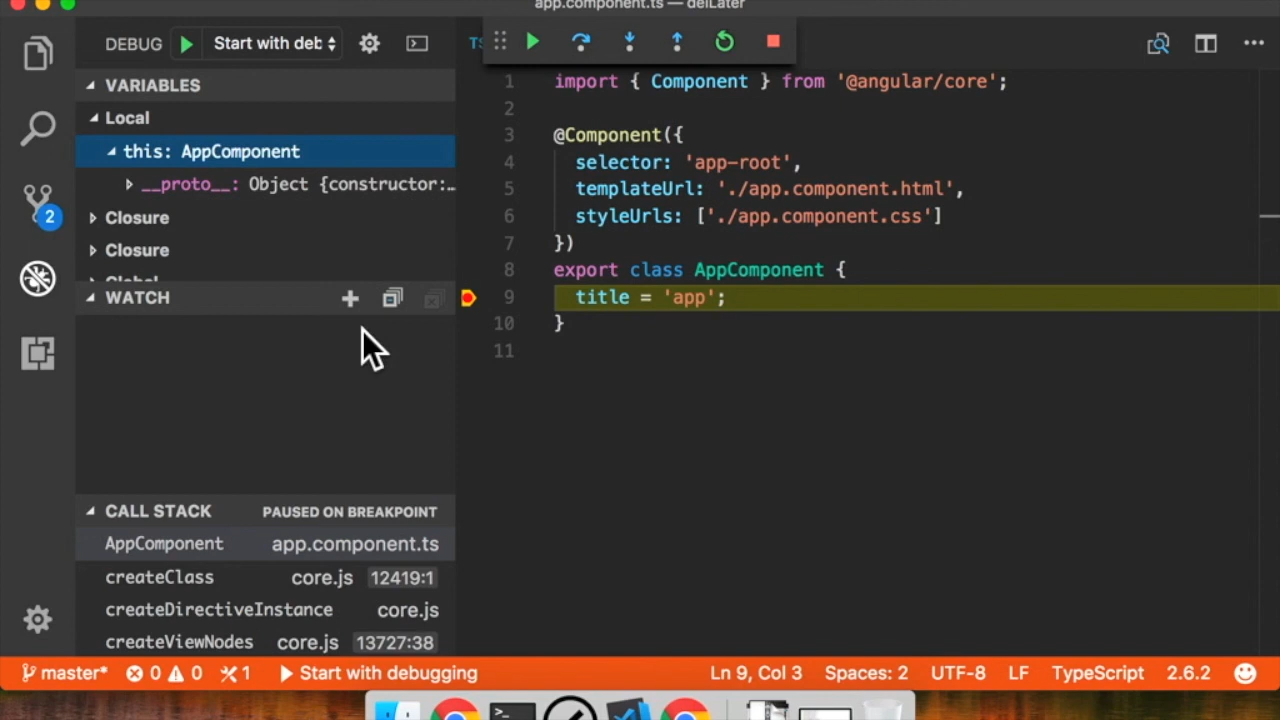 app.component.ts — delLater
DEBUG Start with deb
VARIABLES
Local
this: AppComponent
__proto__: Object {constructor:…
Closure
Closure
Global
WATCH
CALL STACK PAUSED ON BREAKPOINT
AppComponent app.component.ts
createClass core.js 12419:1
createDirectiveInstance core.js
createViewNodes core.js 13727:38
2
TS
1 import { Component } from '@angular/core';
2
3 @Component({
4 selector: 'app-root',
5 templateUrl: './app.component.html',
6 styleUrls: ['./app.component.css']
7 })
8 export class AppComponent {
9 title = 'app';
10 }
11
master* 0 0 1 Start with debugging Ln 9, Col 3 Spaces: 2 UTF-8 LF TypeScript 2.6.2